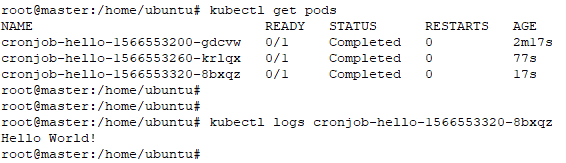 root@master:/home/ubuntu# kubectl get pods
NAME                             READY   STATUS      RESTARTS   AGE
cronjob-hello-1566553200-gdcvw   0/1     Completed   0          2m17s
cronjob-hello-1566553260-krlqx   0/1     Completed   0          77s
cronjob-hello-1566553320-8bxqz   0/1     Completed   0          17s
root@master:/home/ubuntu#
root@master:/home/ubuntu#
root@master:/home/ubuntu# kubectl logs cronjob-hello-1566553320-8bxqz
Hello World!
root@master:/home/ubuntu#